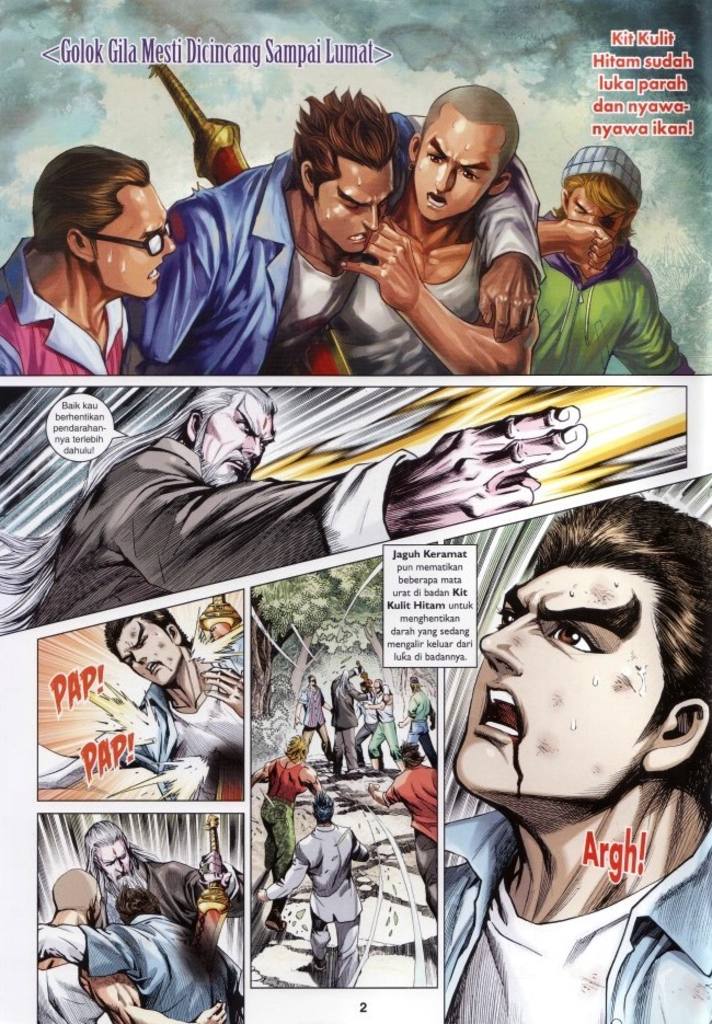 <Golok Gila Mesti Dicincang Sampai Lumat>
Kit Kulit
Hitam sudah
luka parah
dan nyawa-
nyawa ikan!
Baik kau
berhentikan
pendarahan-
nya terlebih
dahulu!
Jaguh Keramat
pun mematikan
beberapa mata
urat di badan Kit
Kulit Hitam untuk
menghentikan
darah yang sedang
mengalir keluar dari
luka di badannya.
PAP!
PAP!
Argh!
2